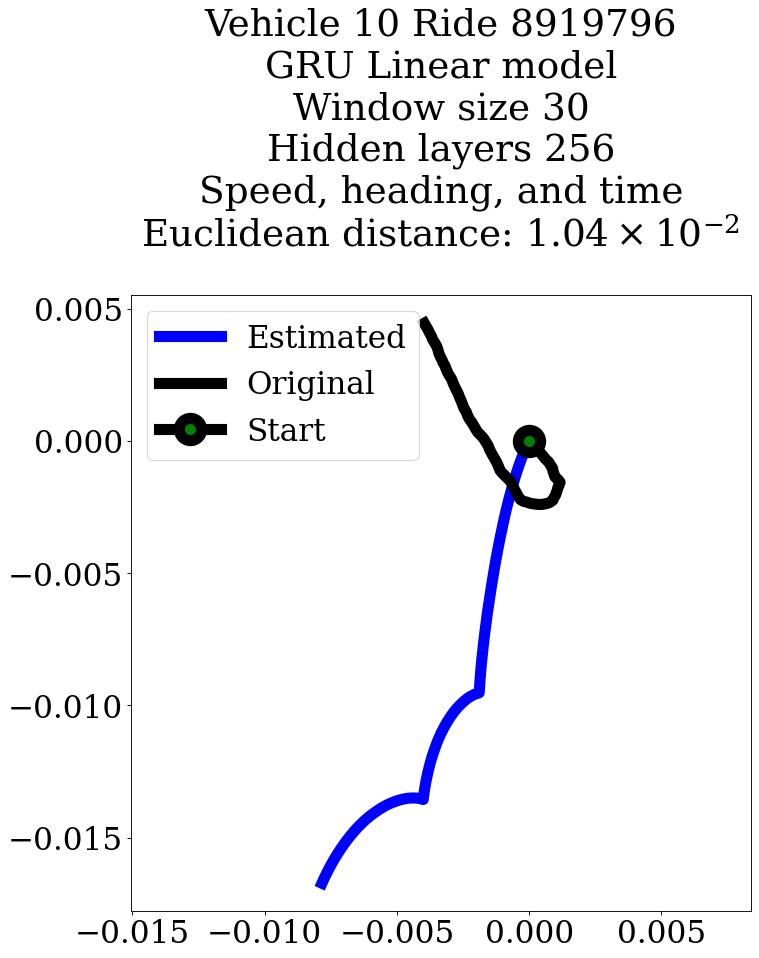 Vehicle 10 Ride 8919796
GRU Linear model
Window size 30
Hidden layers 256
Speed, heading, and time
Euclidean distance: 1.04 × 10⁻²
Estimated
Original
Start
0.005
0.000
−0.005
−0.010
−0.015
−0.015 −0.010 −0.005 0.000 0.005